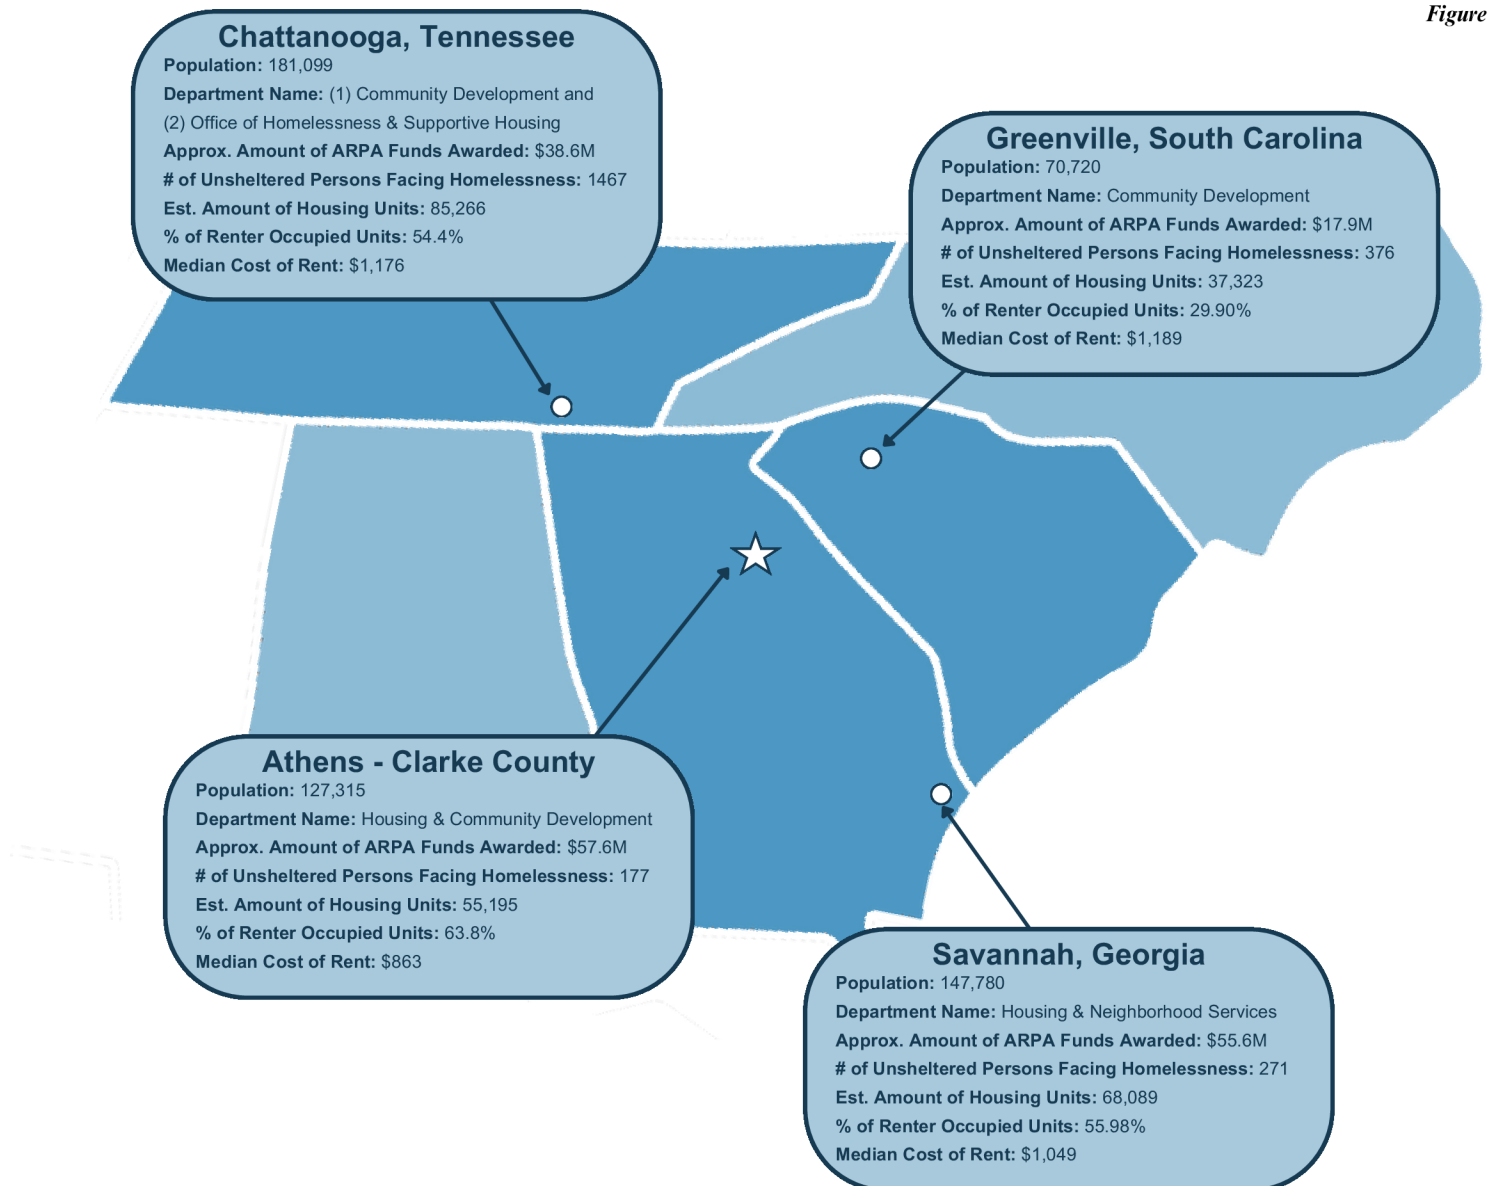 Figure
Chattanooga, Tennessee
Population: 181,099
Department Name: (1) Community Development and
(2) Office of Homelessness & Supportive Housing
Approx. Amount of ARPA Funds Awarded: $38.6M
# of Unsheltered Persons Facing Homelessness: 1467
Est. Amount of Housing Units: 85,266
% of Renter Occupied Units: 54.4%
Median Cost of Rent: $1,176
Greenville, South Carolina
Population: 70,720
Department Name: Community Development
Approx. Amount of ARPA Funds Awarded: $17.9M
# of Unsheltered Persons Facing Homelessness: 376
Est. Amount of Housing Units: 37,323
% of Renter Occupied Units: 29.90%
Median Cost of Rent: $1,189
Athens - Clarke County
Population: 127,315
Department Name: Housing & Community Development
Approx. Amount of ARPA Funds Awarded: $57.6M
# of Unsheltered Persons Facing Homelessness: 177
Est. Amount of Housing Units: 55,195
% of Renter Occupied Units: 63.8%
Median Cost of Rent: $863
Savannah, Georgia
Population: 147,780
Department Name: Housing & Neighborhood Services
Approx. Amount of ARPA Funds Awarded: $55.6M
# of Unsheltered Persons Facing Homelessness: 271
Est. Amount of Housing Units: 68,089
% of Renter Occupied Units: 55.98%
Median Cost of Rent: $1,049